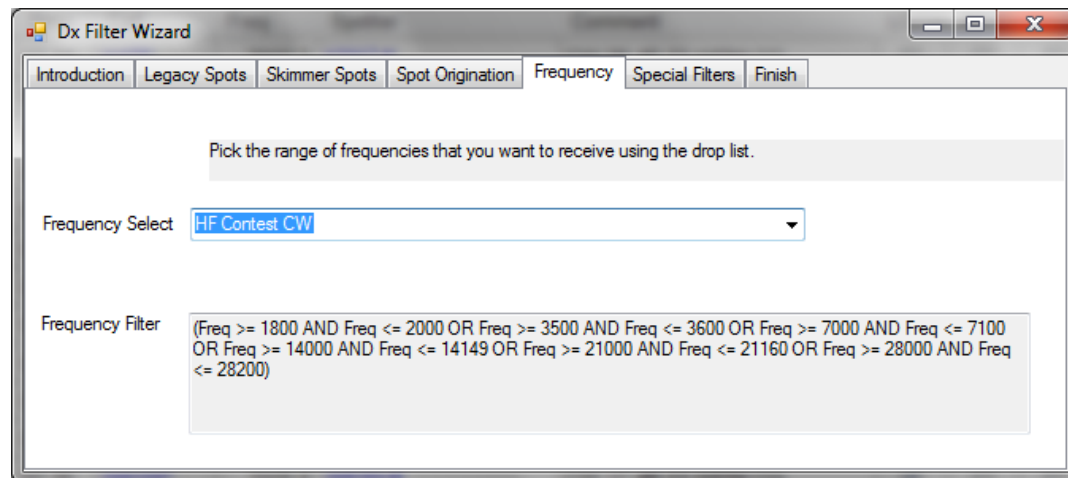 Freq Spotter Comment
Dx Filter Wizard
Introduction Legacy Spots Skimmer Spots Spot Origination Frequency Special Filters Finish
Pick the range of frequencies that you want to receive using the drop list.
Frequency Select HF Contest CW
Frequency Filter
(Freq >= 1800 AND Freq <= 2000 OR Freq >= 3500 AND Freq <= 3600 OR Freq >= 7000 AND Freq <= 7100
OR Freq >= 14000 AND Freq <= 14149 OR Freq >= 21000 AND Freq <= 21160 OR Freq >= 28000 AND Freq
<= 28200)